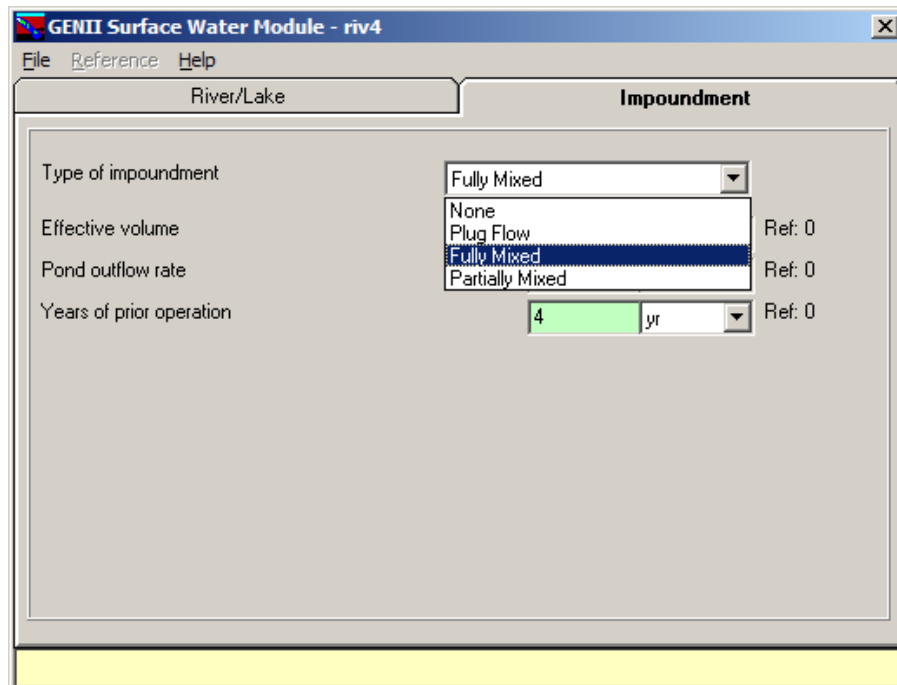 GENII Surface Water Module - riv4
File Reference Help
River/Lake Impoundment
Type of impoundment Fully Mixed
None
Effective volume Plug Flow Ref: 0
Fully Mixed
Pond outflow rate Partially Mixed Ref: 0
Years of prior operation 4 yr Ref: 0